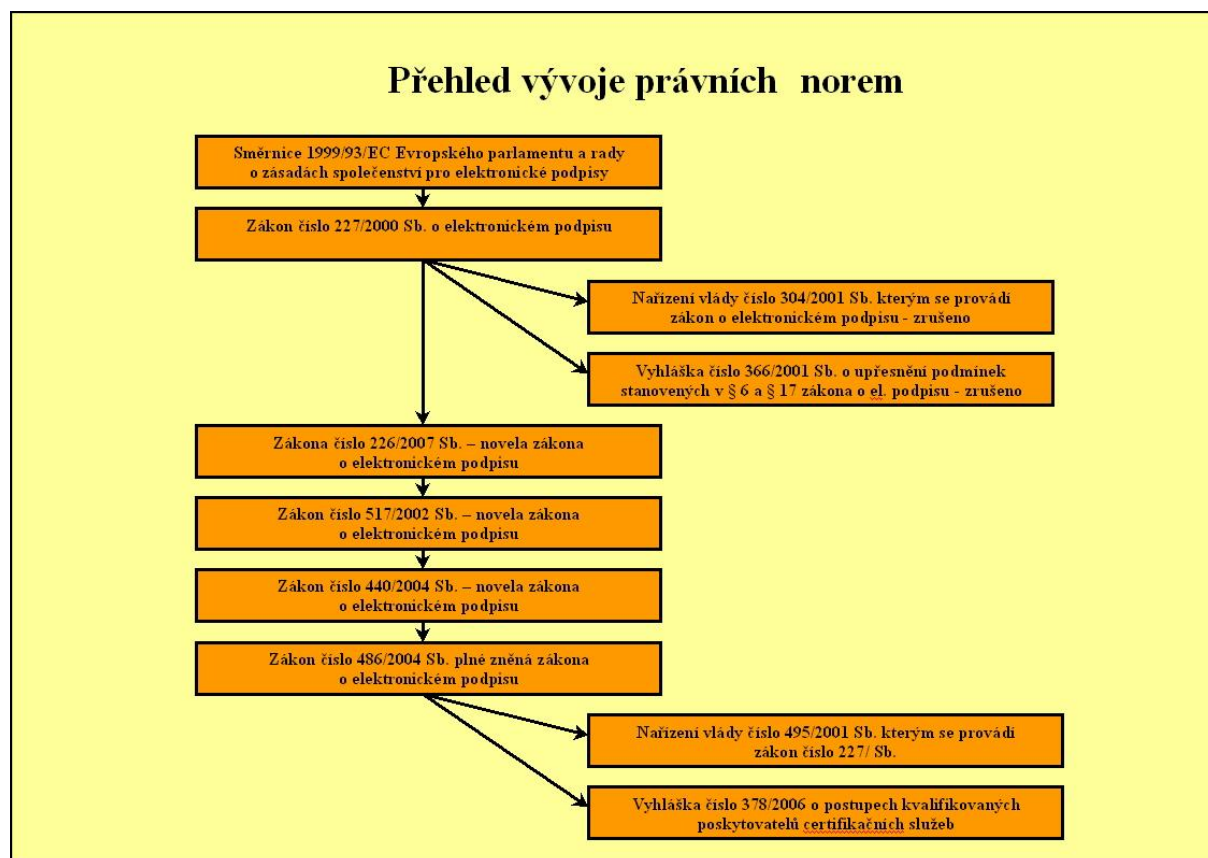 Přehled vývoje právních norem
Směrnice 1999/93/EC Evropského parlamentu a rady
o zásadách společenství pro elektronické podpisy
Zákon číslo 227/2000 Sb. o elektronickém podpisu
Nařízení vlády číslo 304/2001 Sb. kterým se provádí
zákon o elektronickém podpisu - zrušeno
Vyhláška číslo 366/2001 Sb. o upřesnění podmínek
stanovených v § 6 a § 17 zákona o el. podpisu - zrušeno
Zákona číslo 226/2007 Sb. – novela zákona
o elektronickém podpisu
Zákon číslo 517/2002 Sb. – novela zákona
o elektronickém podpisu
Zákon číslo 440/2004 Sb. – novela zákona
o elektronickém podpisu
Zákon číslo 486/2004 Sb. plné zněná zákona
o elektronickém podpisu
Nařízení vlády číslo 495/2001 Sb. kterým se provádí
zákon číslo 227/ Sb.
Vyhláška číslo 378/2006 o postupech kvalifikovaných
poskytovatelů certifikačních služeb